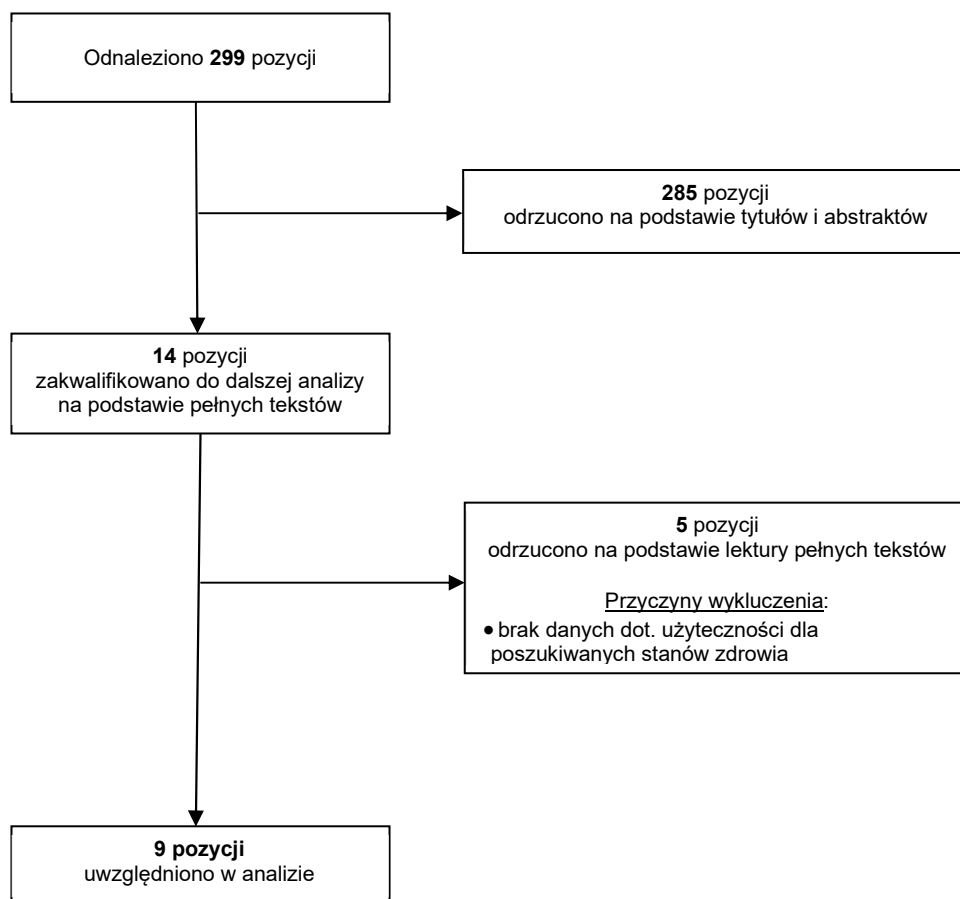 Odnaleziono 299 pozycji
285 pozycji
odrzucono na podstawie tytułów i abstraktów
14 pozycji
zakwalifikowano do dalszej analizy
na podstawie pełnych tekstów
5 pozycji
odrzucono na podstawie lektury pełnych tekstów
Przyczyny wykluczenia:
• brak danych dot. użyteczności dla
poszukiwanych stanów zdrowia
9 pozycji
uwzględniono w analizie